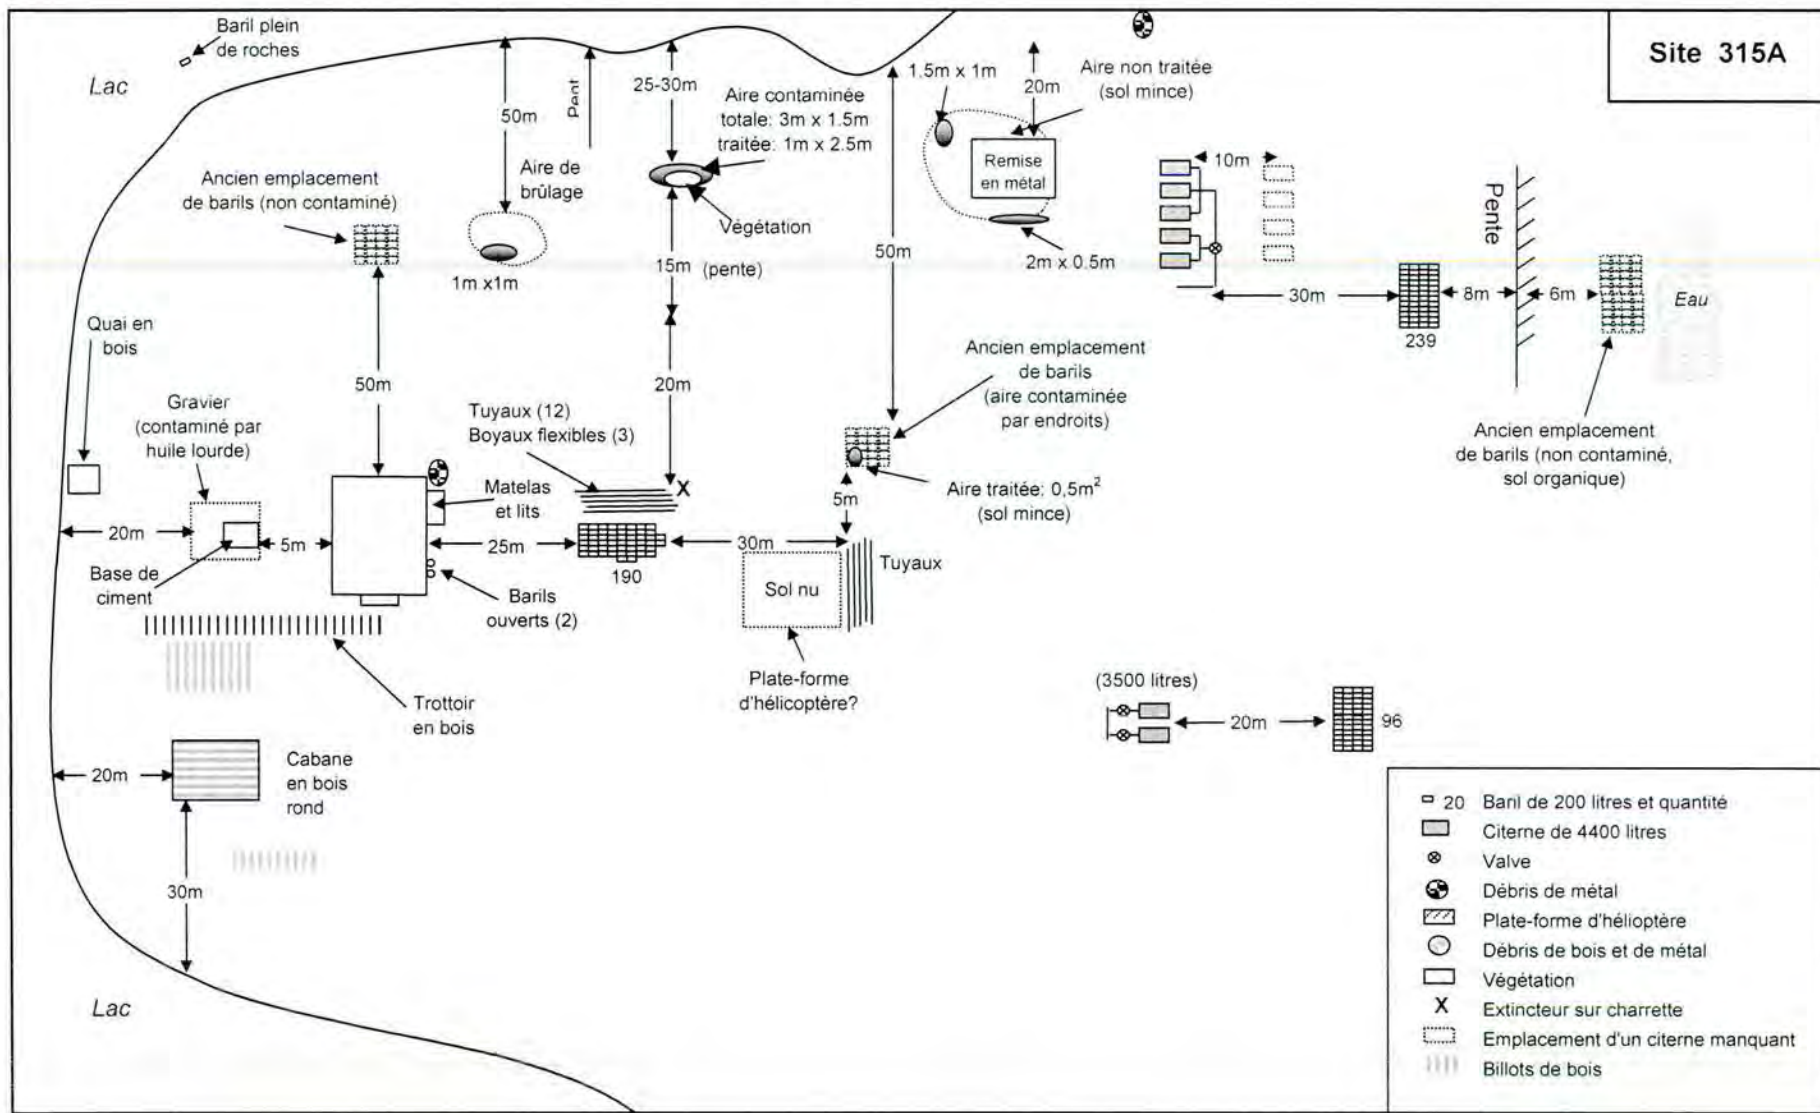 Site 315A
Baril plein
de roches
Lac
50m
Pent
25-30m
Aire contaminée
totale: 3m x 1.5m
traitée: 1m x 2.5m
1.5m x 1m
20m
Aire non traitée
(sol mince)
Remise
en métal
10m
Ancien emplacement
de barils (non contaminé)
Aire de
brûlage
Végétation
15m (pente)
1m x1m
50m
2m x 0.5m
Pente
30m
8m
6m
Eau
239
Quai en
bois
50m
20m
Ancien emplacement
de barils
(aire contaminée
par endroits)
Ancien emplacement
de barils (non contaminé,
sol organique)
Gravier
(contaminé par
huile lourde)
Tuyaux (12)
Boyaux flexibles (3)
X
Matelas
et lits
5m
Aire traitée: 0,5m²
(sol mince)
20m
5m
25m
30m
Tuyaux
Base de
ciment
190
Sol nu
Barils
ouverts (2)
Trottoir
en bois
Plate-forme
d'hélicoptère?
(3500 litres)
20m
96
20m
Cabane
en bois
rond
30m
Lac
20 Baril de 200 litres et quantité
Citerne de 4400 litres
Valve
Débris de métal
Plate-forme d'hélioptère
Débris de bois et de métal
Végétation
X Extincteur sur charrette
Emplacement d'un citerne manquant
Billots de bois